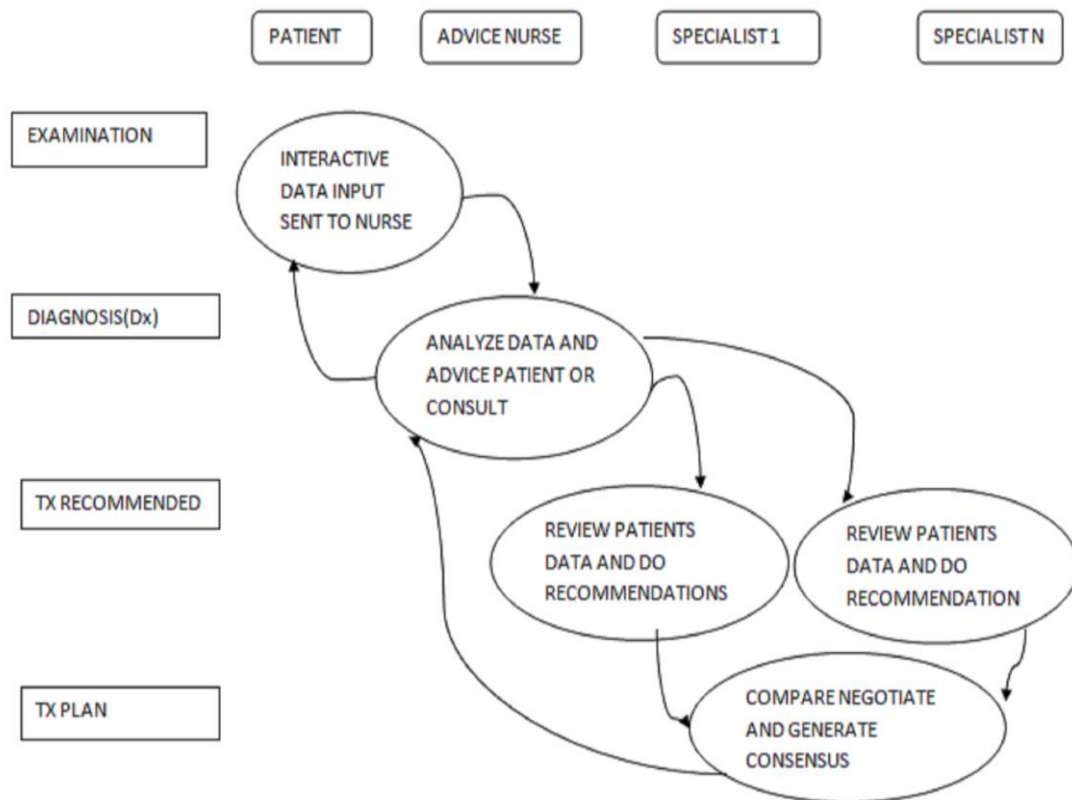 PATIENT
ADVICE NURSE
SPECIALIST 1
SPECIALIST N
EXAMINATION
INTERACTIVE
DATA INPUT
SENT TO NURSE
DIAGNOSIS(Dx)
ANALYZE DATA AND
ADVICE PATIENT OR
CONSULT
TX RECOMMENDED
REVIEW PATIENTS
DATA AND DO
RECOMMENDATIONS
REVIEW PATIENTS
DATA AND DO
RECOMMENDATION
TX PLAN
COMPARE NEGOTIATE
AND GENERATE
CONSENSUS